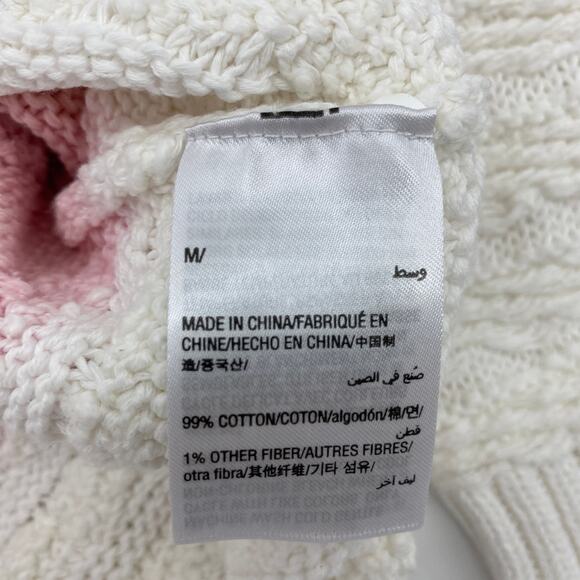 M/
وسط
MADE IN CHINA/FABRIQUÉ EN
CHINE/HECHO EN CHINA/中国制
造/중국산/
صُنع في الصين
99% COTTON/COTON/algodón/棉/면/
قطن
1% OTHER FIBER/AUTRES FIBRES/
otra fibra/其他纤维/기타 섬유/
ليف آخر